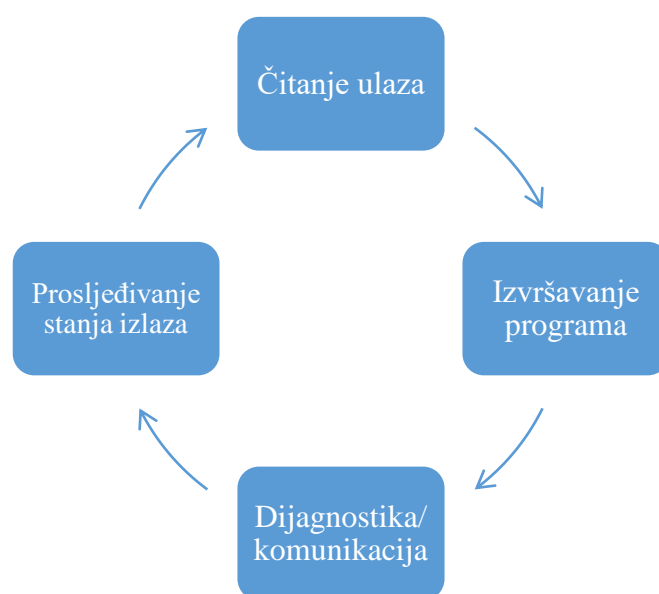 Čitanje ulaza
Izvršavanje
programa
Dijagnostika/
komunikacija
Prosljeđivanje
stanja izlaza